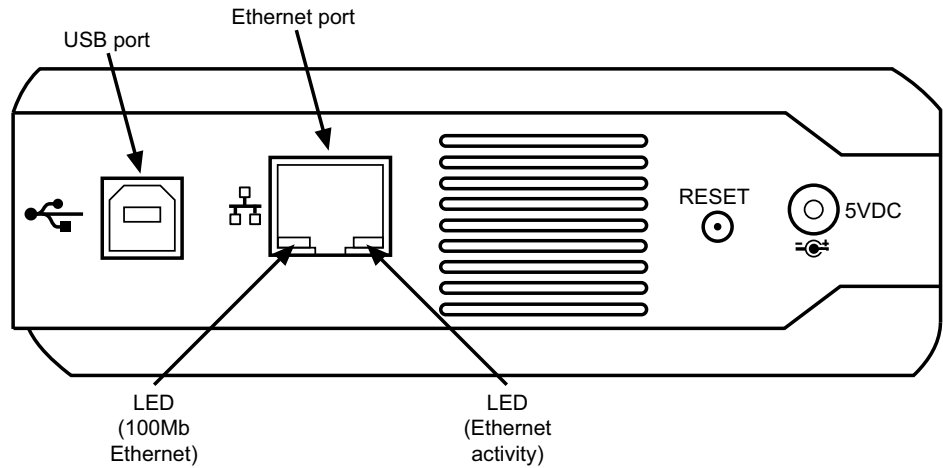 Ethernet port
USB port
RESET
5VDC
LED
(100Mb
Ethernet)
LED
(Ethernet
activity)